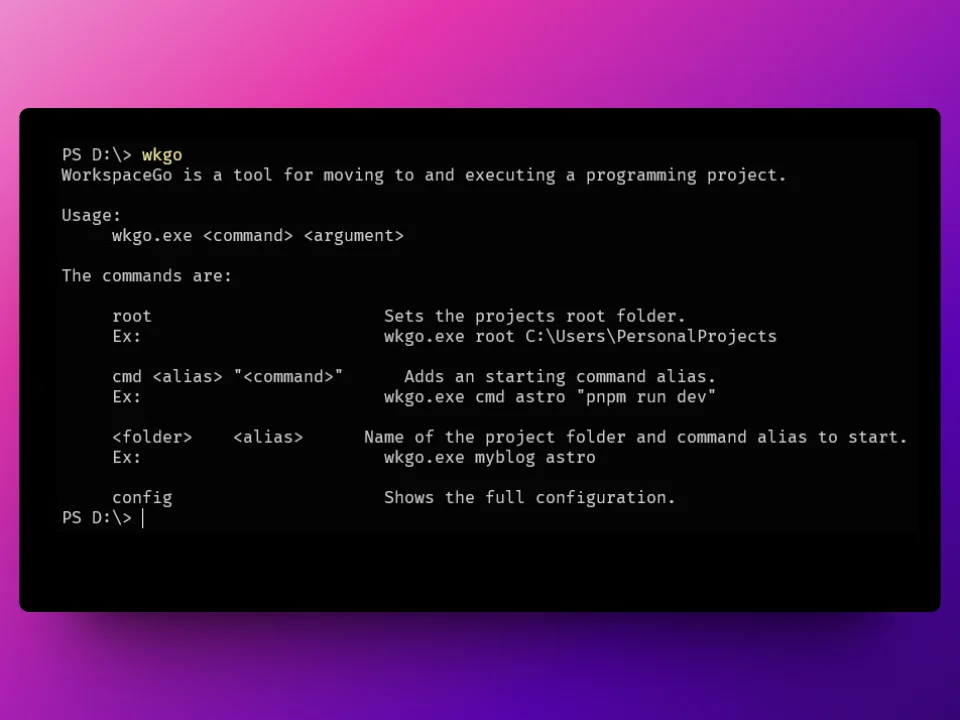 PS D:\> wkgo
WorkspaceGo is a tool for moving to and executing a programming project.
Usage:
wkgo.exe <command> <argument>
The commands are:
root Sets the projects root folder.
Ex: wkgo.exe root C:\Users\PersonalProjects
cmd <alias> "<command>" Adds an starting command alias.
Ex: wkgo.exe cmd astro "pnpm run dev"
<folder> <alias> Name of the project folder and command alias to start.
Ex: wkgo.exe myblog astro
config Shows the full configuration.
PS D:\>